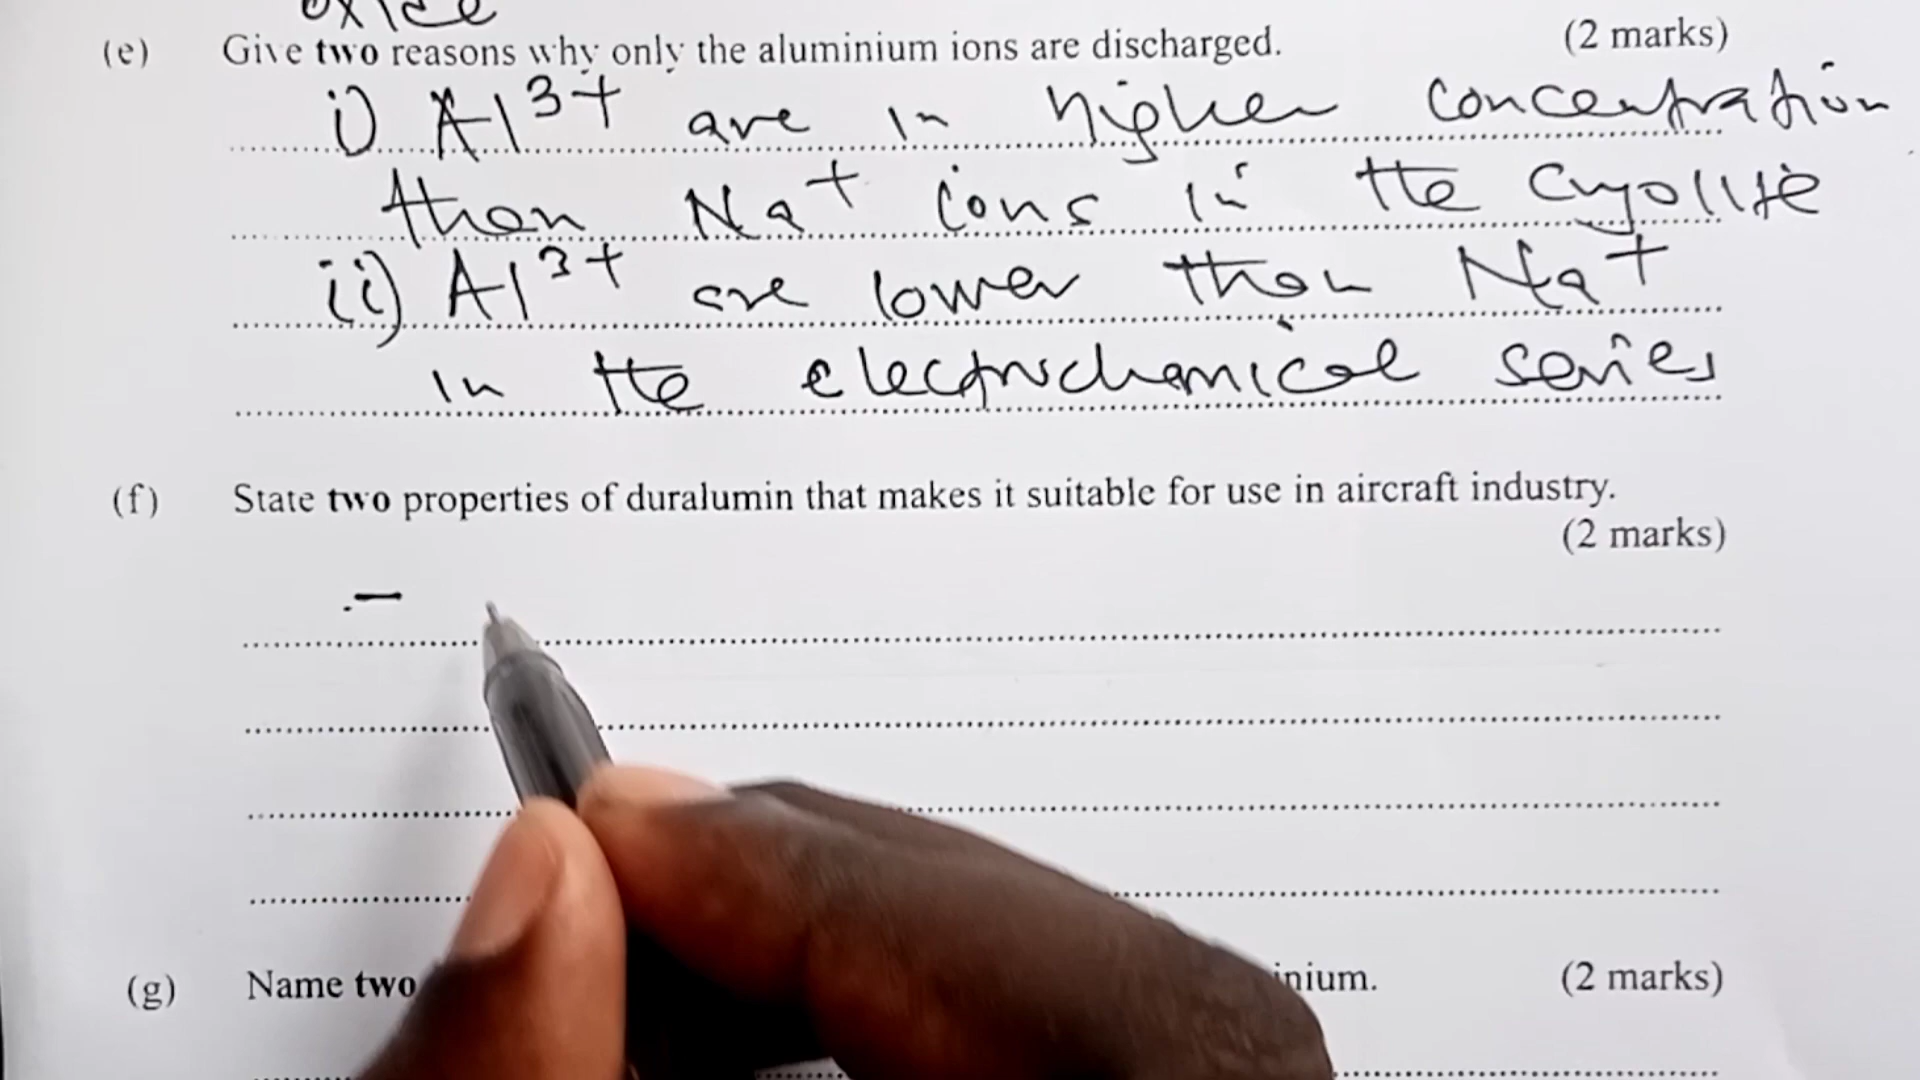 oxide
(e) Give two reasons why only the aluminium ions are discharged. (2 marks)
i) Al3+ are in higher concentration
than Na+ ions in the cryolite
ii) Al3+ are lower than Na+
in the electrochemical series
(f) State two properties of duralumin that makes it suitable for use in aircraft industry.
(2 marks)
-
(g) Name two inium. (2 marks)